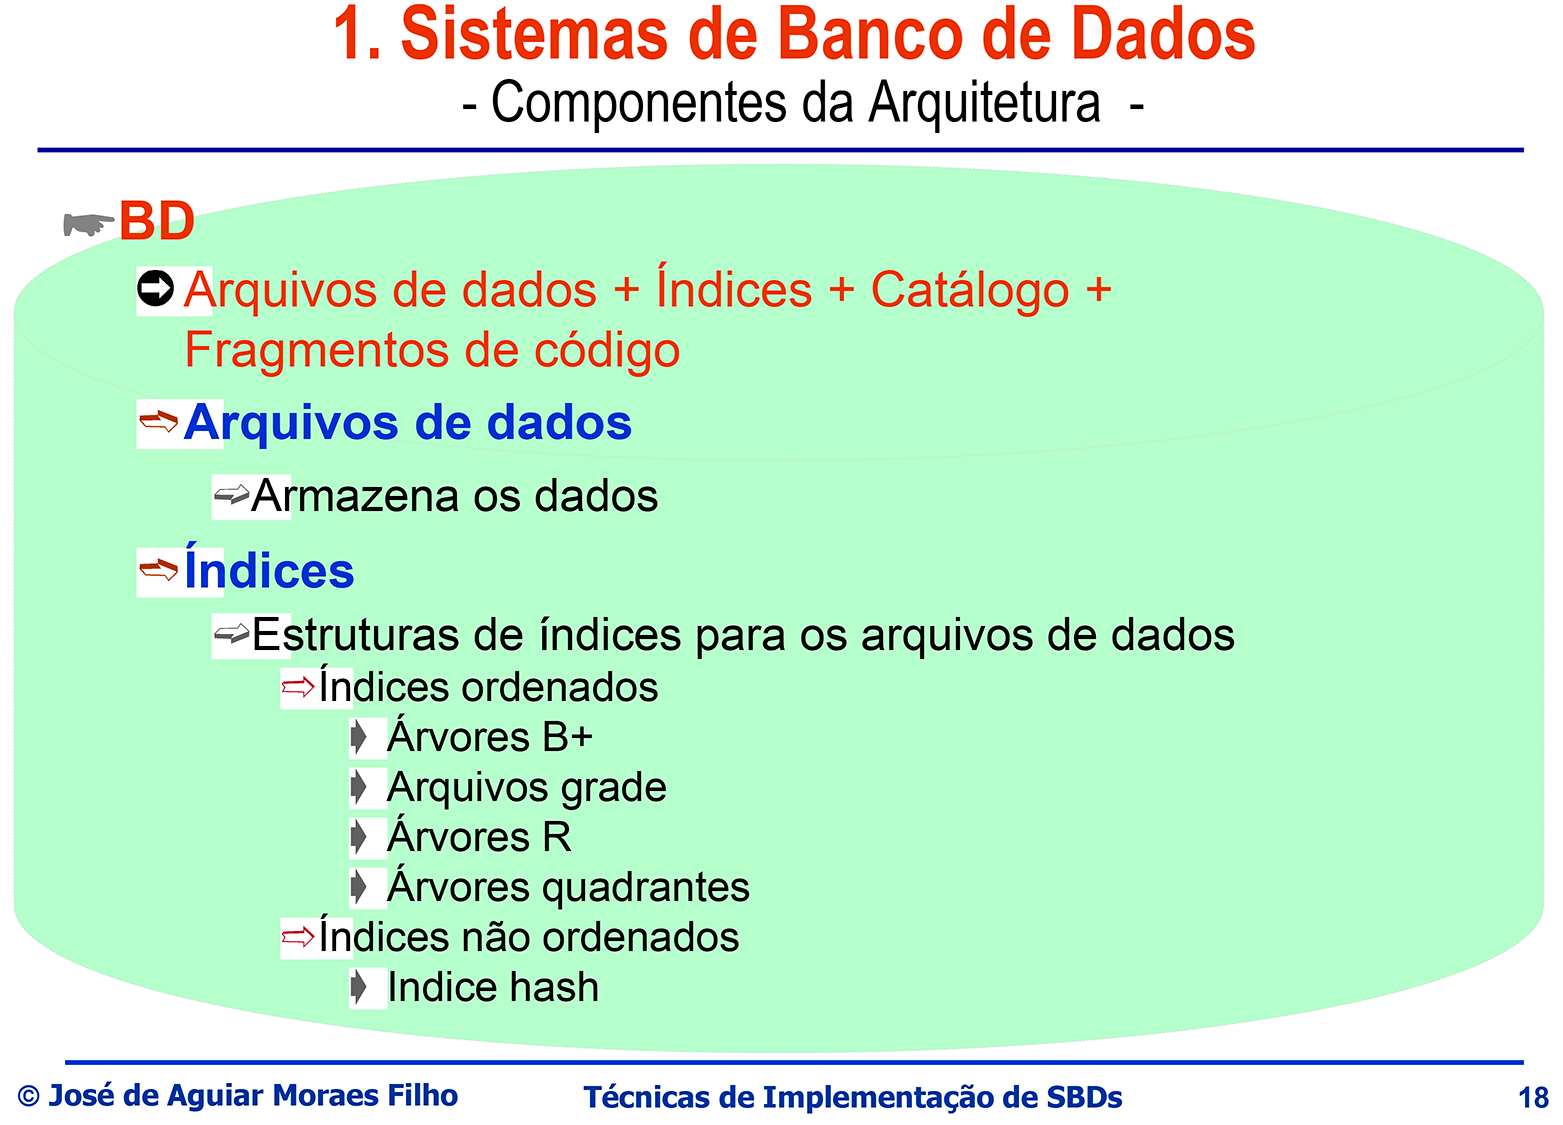 1. Sistemas de Banco de Dados
- Componentes da Arquitetura -
BD
Arquivos de dados + Índices + Catálogo +
Fragmentos de código
Arquivos de dados
Armazena os dados
Índices
Estruturas de índices para os arquivos de dados
Índices ordenados
Árvores B+
Arquivos grade
Árvores R
Árvores quadrantes
Índices não ordenados
Indice hash
© José de Aguiar Moraes Filho
Técnicas de Implementação de SBDs
18